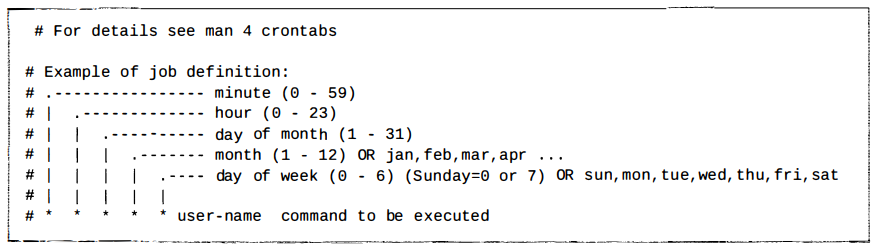 # For details see man 4 crontabs
# Example of job definition:
# .---------------- minute (0 - 59)
# | .------------- hour (0 - 23)
# | | .---------- day of month (1 - 31)
# | | | .------- month (1 - 12) OR jan,feb,mar,apr ...
# | | | | .---- day of week (0 - 6) (Sunday=0 or 7) OR sun,mon,tue,wed,thu,fri,sat
# | | | | |
# * * * * * user-name command to be executed